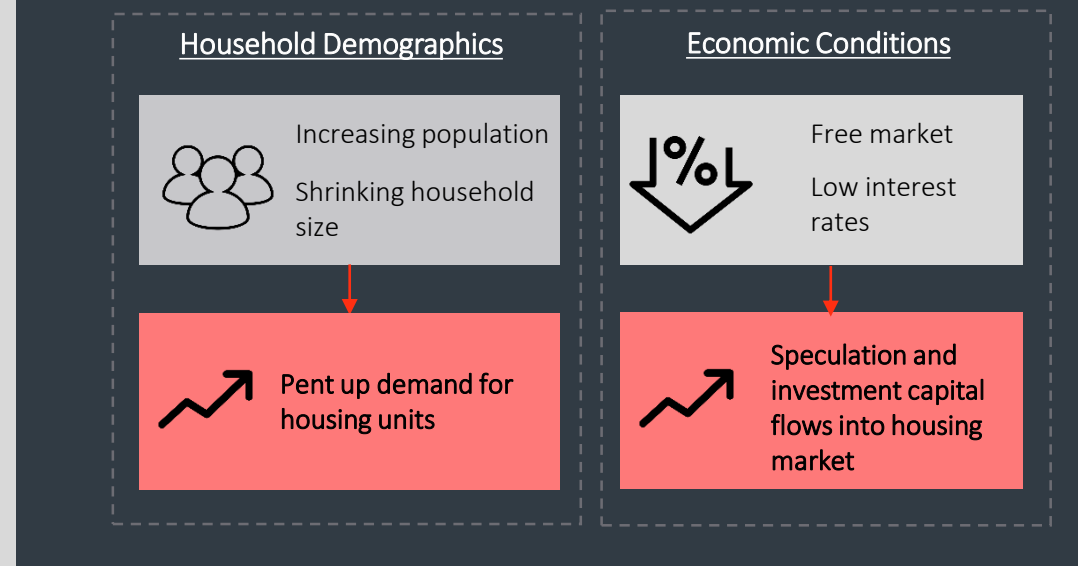 Household Demographics
Increasing population
Shrinking household
size
Pent up demand for
housing units
Economic Conditions
%
Free market
Low interest
rates
Speculation and
investment capital
flows into housing
market